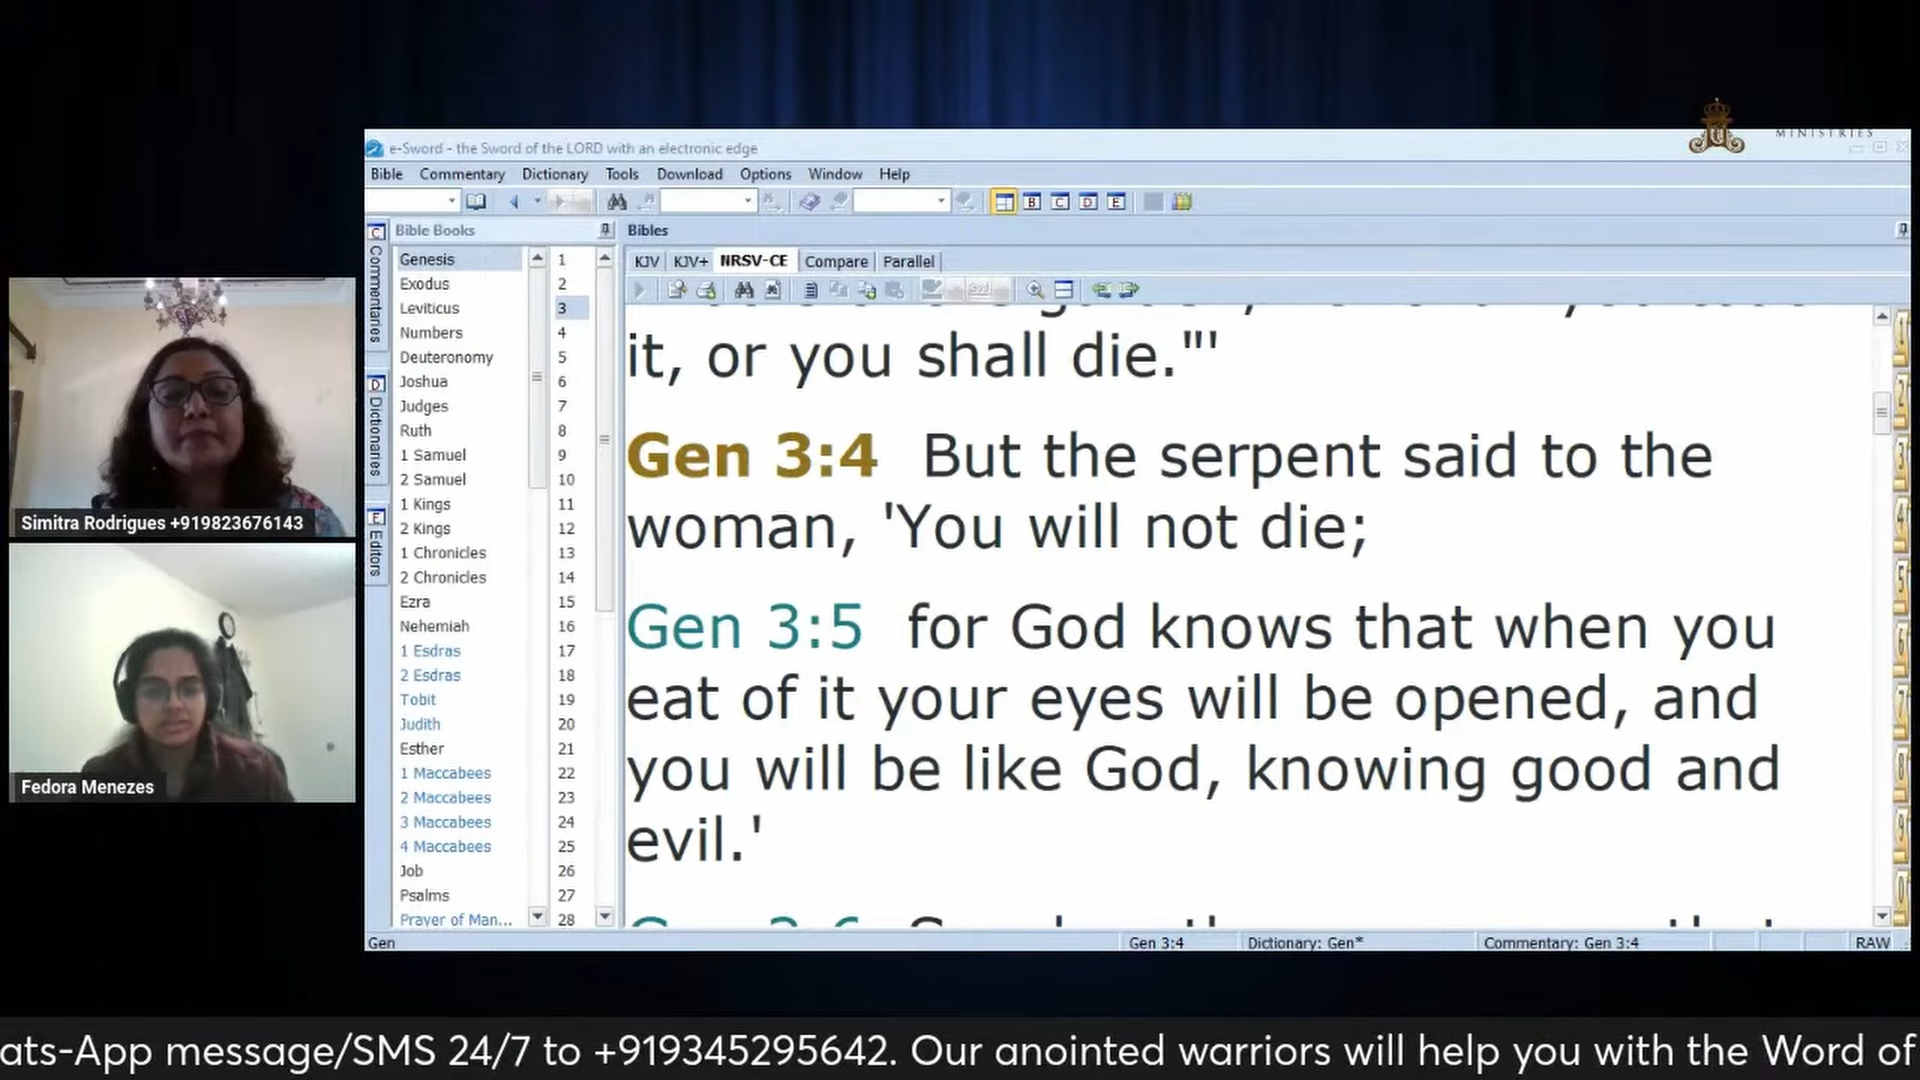 MINISTRIES
e-Sword - the Sword of the LORD with an electronic edge
Bible Commentary Dictionary Tools Download Options Window Help
B C D E
Bible Books
Bibles
C Commentaries
D Dictionaries
E Editors
Genesis 1
Exodus 2
Leviticus 3
Numbers 4
Deuteronomy 5
Joshua 6
Judges 7
Ruth 8
1 Samuel 9
2 Samuel 10
1 Kings 11
2 Kings 12
1 Chronicles 13
2 Chronicles 14
Ezra 15
Nehemiah 16
1 Esdras 17
2 Esdras 18
Tobit 19
Judith 20
Esther 21
1 Maccabees 22
2 Maccabees 23
3 Maccabees 24
4 Maccabees 25
Job 26
Psalms 27
Prayer of Man... 28
KJV KJV+ NRSV-CE Compare Parallel
it, or you shall die."'
Gen 3:4 But the serpent said to the
woman, 'You will not die;
Gen 3:5 for God knows that when you
eat of it your eyes will be opened, and
you will be like God, knowing good and
evil.'
Gen Gen 3:4 Dictionary: Gen* Commentary: Gen 3:4 RAW
Simitra Rodrigues +919823676143
Fedora Menezes
ats-App message/SMS 24/7 to +919345295642. Our anointed warriors will help you with the Word of